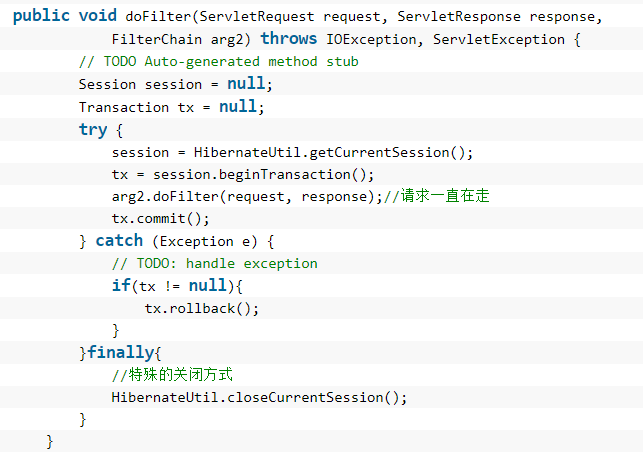 public void doFilter(ServletRequest request, ServletResponse response,
FilterChain arg2) throws IOException, ServletException {
// TODO Auto-generated method stub
Session session = null;
Transaction tx = null;
try {
session = HibernateUtil.getCurrentSession();
tx = session.beginTransaction();
arg2.doFilter(request, response);//请求一直在走
tx.commit();
} catch (Exception e) {
// TODO: handle exception
if(tx != null){
tx.rollback();
}
}finally{
//特殊的关闭方式
HibernateUtil.closeCurrentSession();
}
}